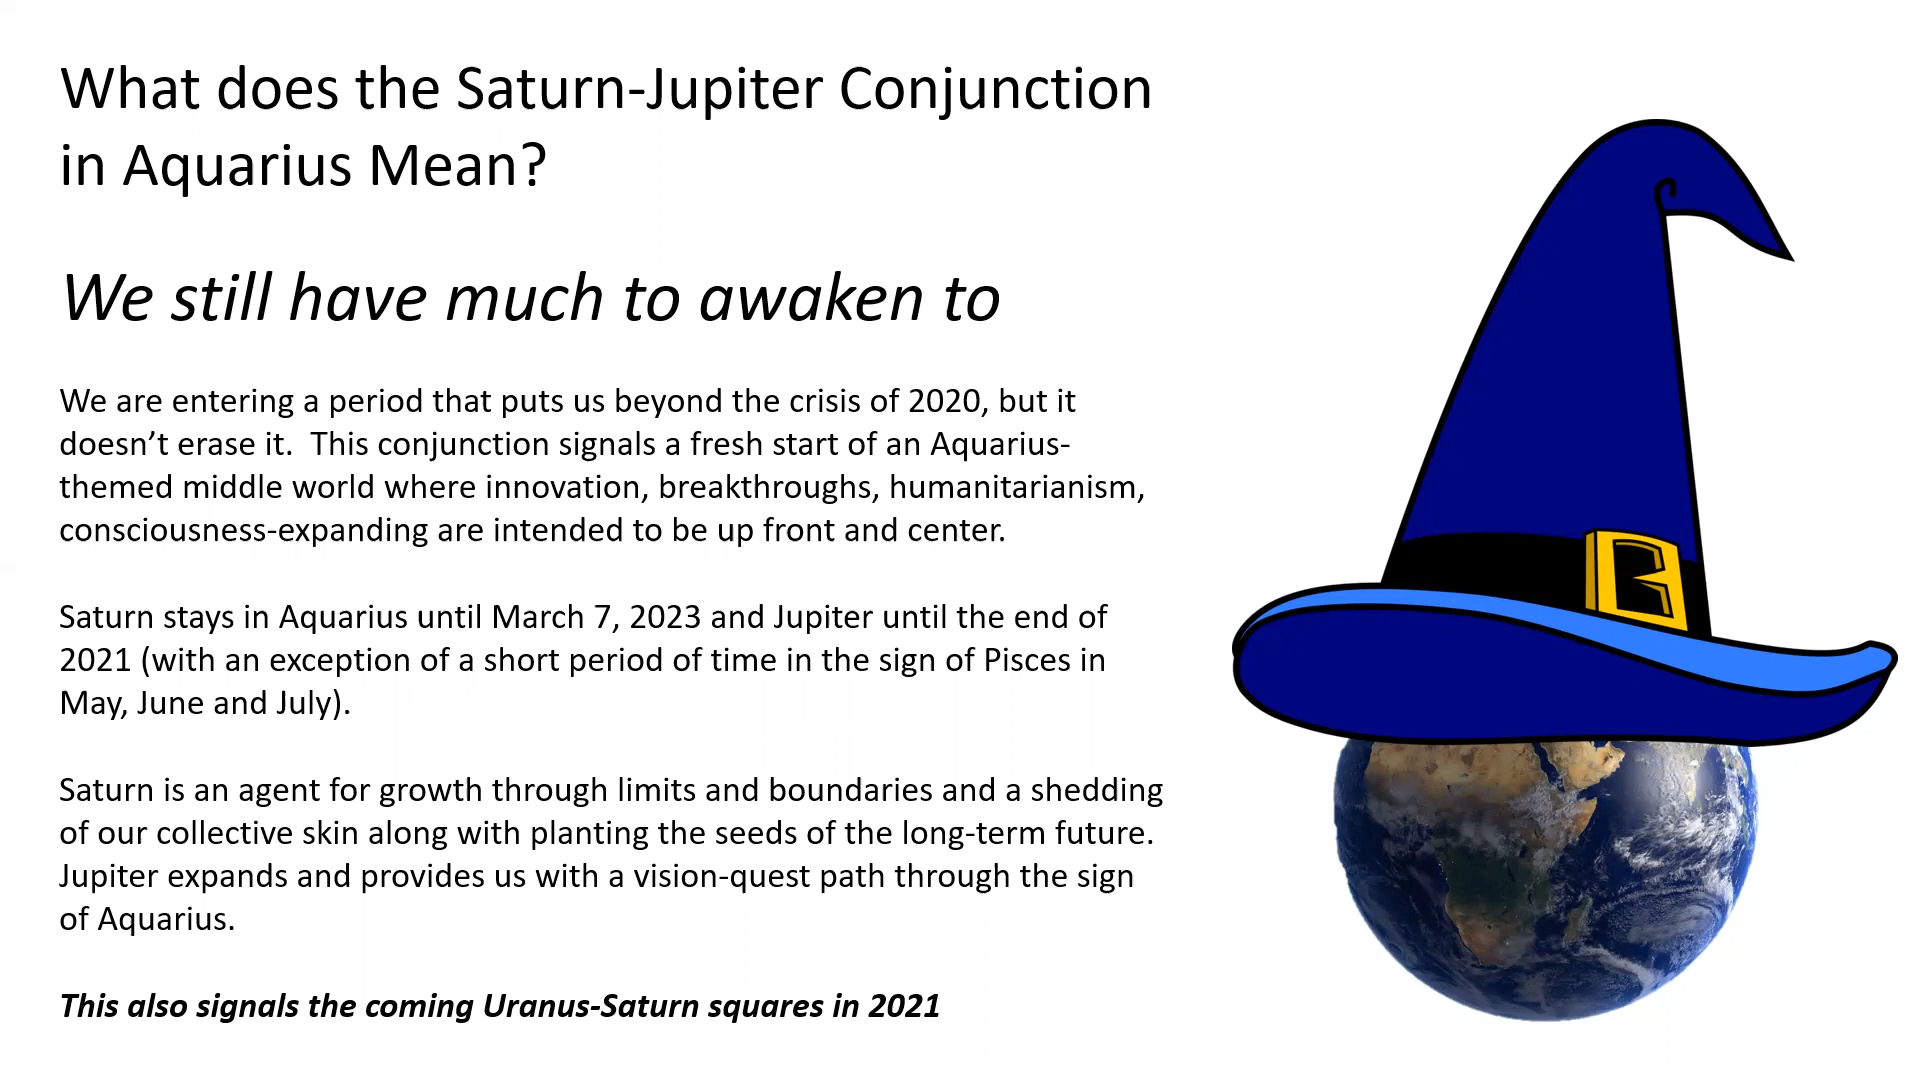 What does the Saturn-Jupiter Conjunction
in Aquarius Mean?
We still have much to awaken to
We are entering a period that puts us beyond the crisis of 2020, but it
doesn’t erase it.  This conjunction signals a fresh start of an Aquarius-
themed middle world where innovation, breakthroughs, humanitarianism,
consciousness-expanding are intended to be up front and center.
Saturn stays in Aquarius until March 7, 2023 and Jupiter until the end of
2021 (with an exception of a short period of time in the sign of Pisces in
May, June and July).
Saturn is an agent for growth through limits and boundaries and a shedding
of our collective skin along with planting the seeds of the long-term future.
Jupiter expands and provides us with a vision-quest path through the sign
of Aquarius.
This also signals the coming Uranus-Saturn squares in 2021